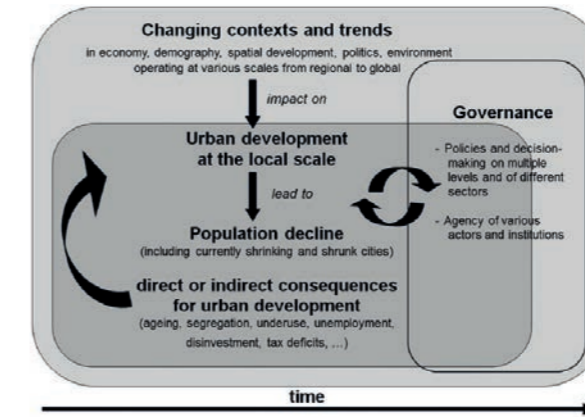 Changing contexts and trends
in economy, demography, spatial development, politics, environment
operating at various scales from regional to global
impact on
Urban development
at the local scale
lead to
Population decline
(including currently shrinking and shrunk cities)
direct or indirect consequences
for urban development
(ageing, segregation, underuse, unemployment,
disinvestment, tax deficits, ...)
Governance
- Policies and decision-
making on multiple
levels and of different
sectors
- Agency of various
actors and institutions
time